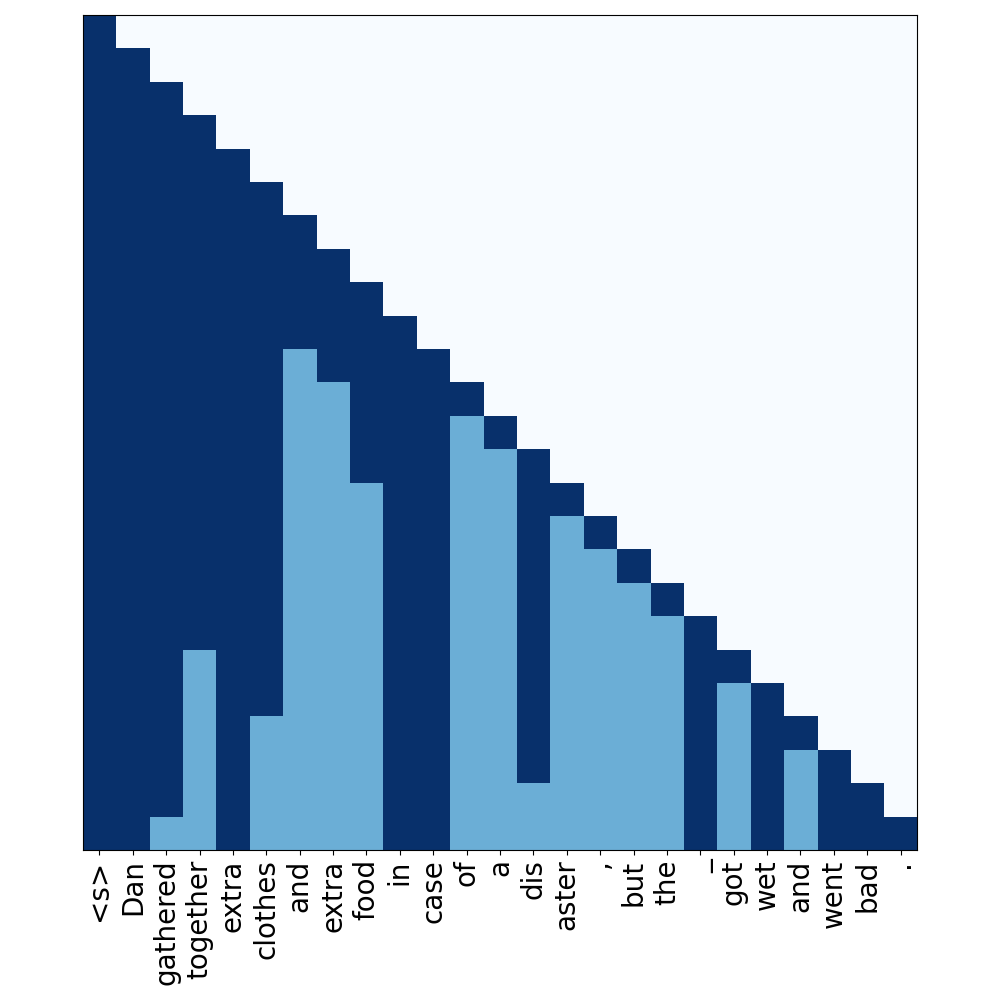 <s>
Dan
gathered
together
extra
clothes
and
extra
food
in
case
of
a
dis
aster
,
but
the
_
got
wet
and
went
bad
.